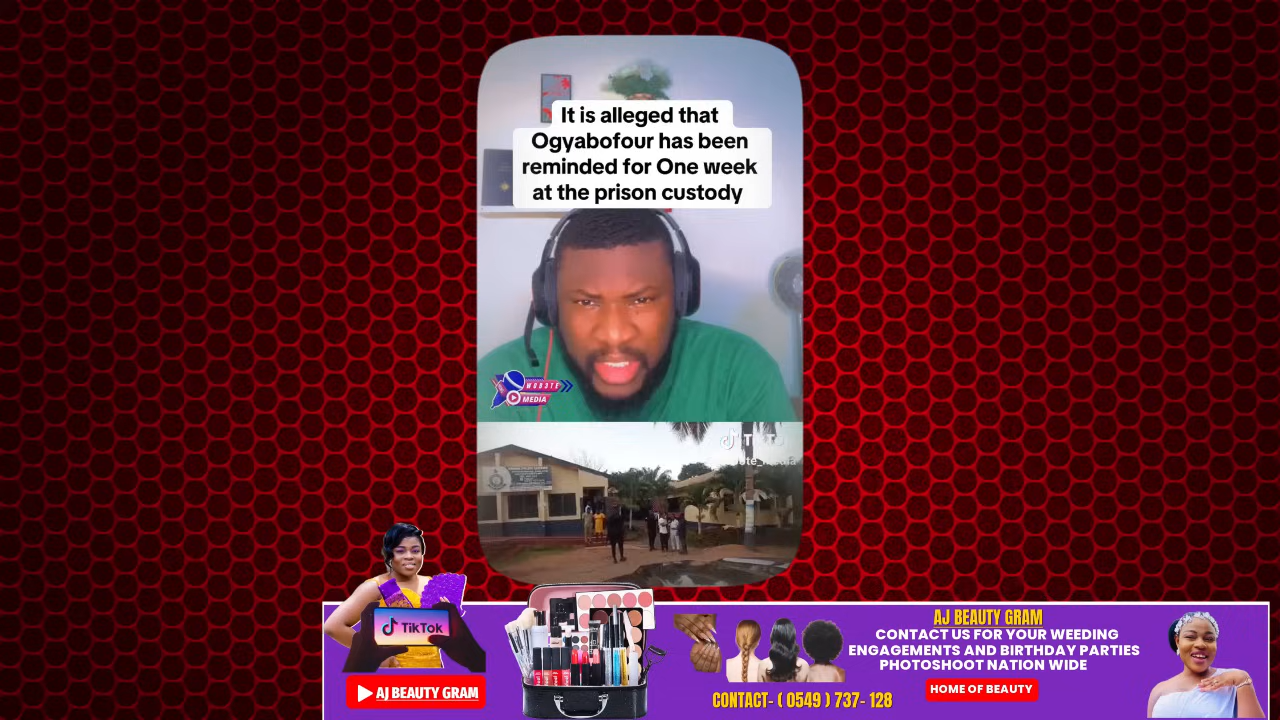 It is alleged that
Ogyabofour has been
reminded for One week
at the prison custody
WOBOTE
MEDIA
TikTok
TikTok
AJ BEAUTY GRAM
AJ BEAUTY GRAM
CONTACT US FOR YOUR WEEDING
ENGAGEMENTS AND BIRTHDAY PARTIES
PHOTOSHOOT NATION WIDE
HOME OF BEAUTY
CONTACT- ( 0549 ) 737- 128